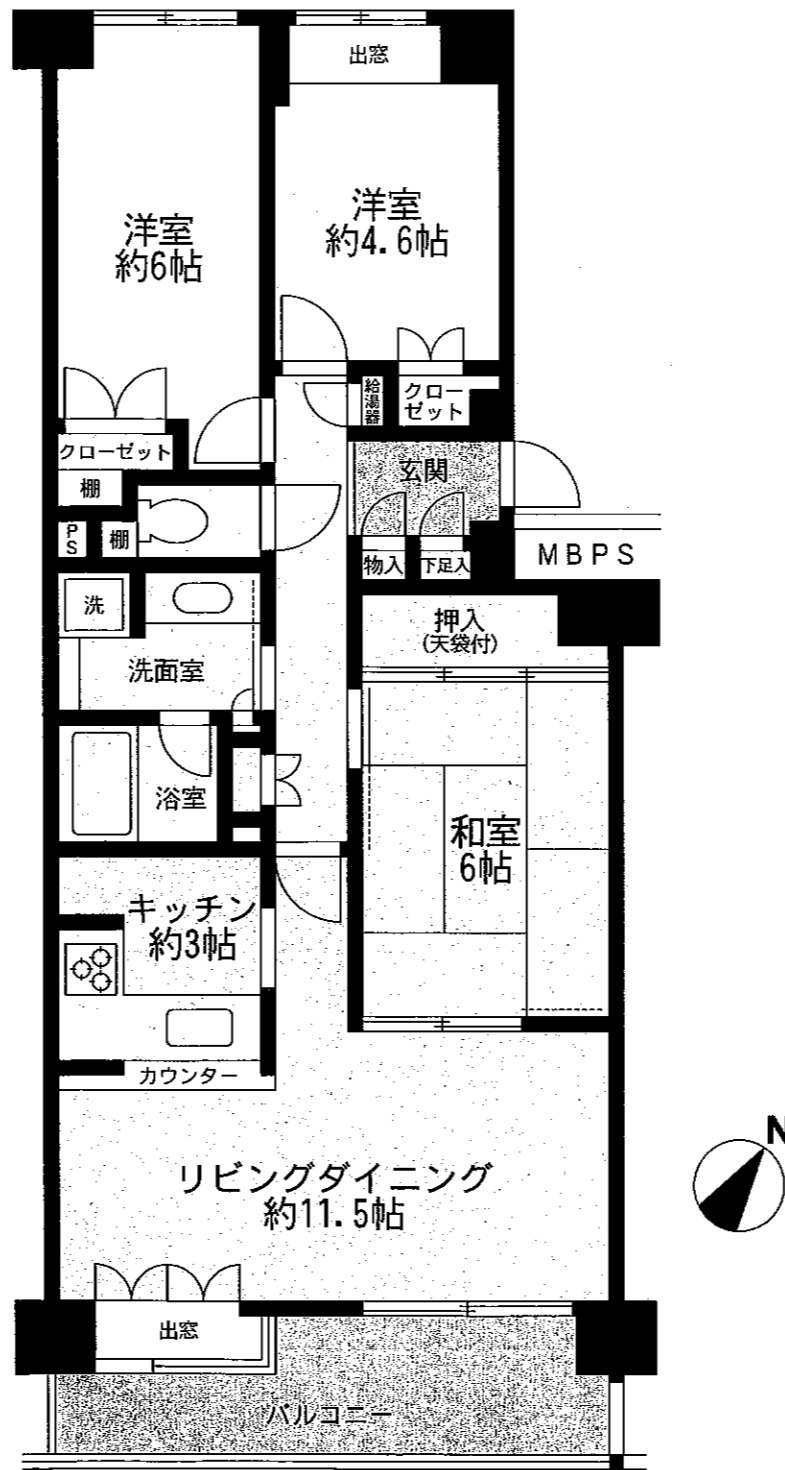 出窓
洋室
約6帖
洋室
約4.6帖
クローゼット
棚
給湯器
クロー
ゼット
玄関
PS
棚
物入
下足入
MBPS
洗
洗面室
押入
(天袋付)
浴室
和室
6帖
キッチン
約3帖
カウンター
N
リビングダイニング
約11.5帖
出窓
バルコニー